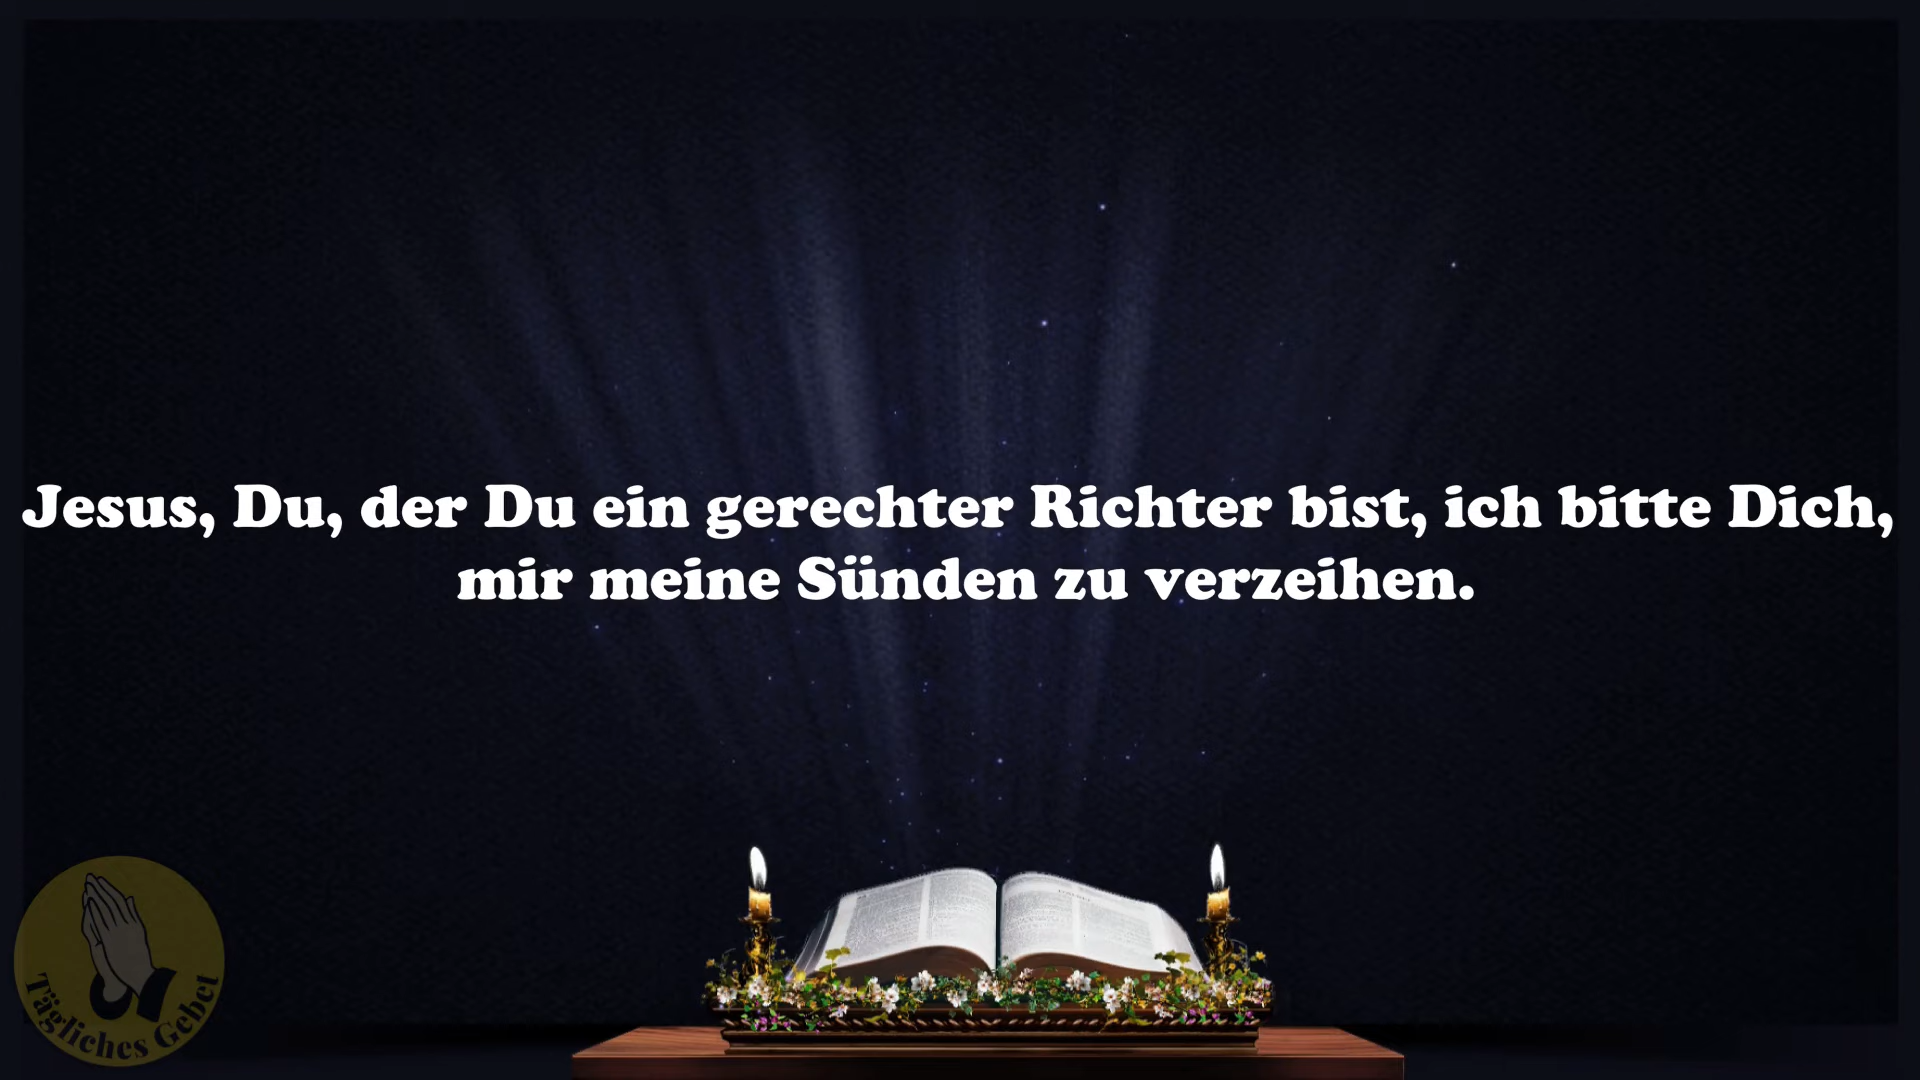 Jesus, Du, der Du ein gerechter Richter bist, ich bitte Dich,
mir meine Sünden zu verzeihen.
Tägliches Gebet